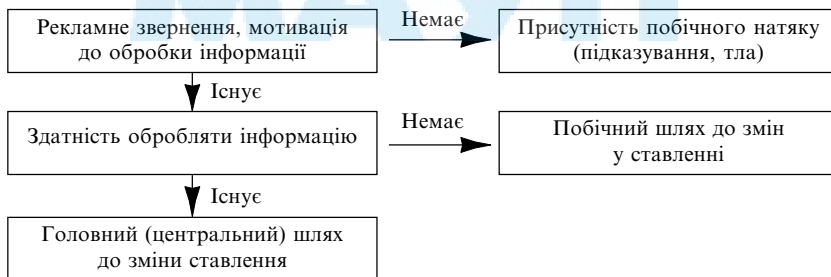 Рекламне звернення, мотивація
до обробки інформації
Немає
Присутність побічного натяку
(підказування, тла)
Існує
Здатність обробляти інформацію
Немає
Побічний шлях до змін
у ставленні
Існує
Головний (центральний) шлях
до зміни ставлення